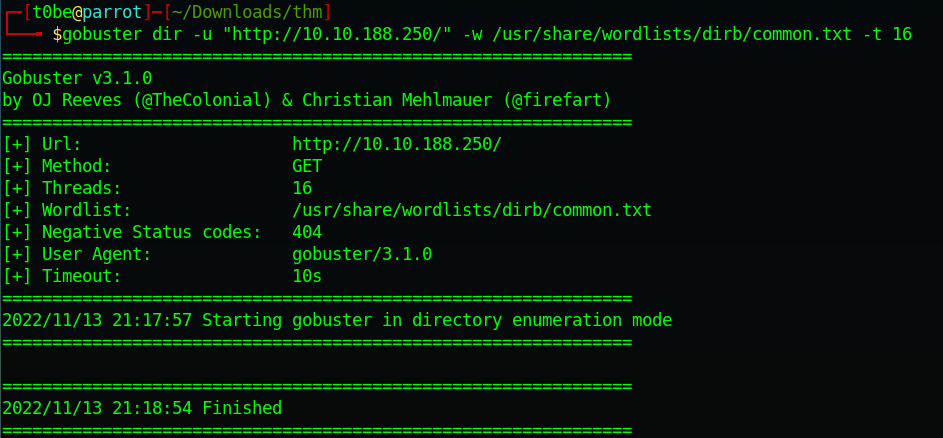 ┌─[t0be@parrot]─[~/Downloads/thm]
└──╼ $gobuster dir -u "http://10.10.188.250/" -w /usr/share/wordlists/dirb/common.txt -t 16
===============================================================
Gobuster v3.1.0
by OJ Reeves (@TheColonial) & Christian Mehlmauer (@firefart)
===============================================================
[+] Url:                     http://10.10.188.250/
[+] Method:                  GET
[+] Threads:                 16
[+] Wordlist:                /usr/share/wordlists/dirb/common.txt
[+] Negative Status codes:   404
[+] User Agent:              gobuster/3.1.0
[+] Timeout:                 10s
===============================================================
2022/11/13 21:17:57 Starting gobuster in directory enumeration mode
===============================================================

===============================================================
2022/11/13 21:18:54 Finished
===============================================================